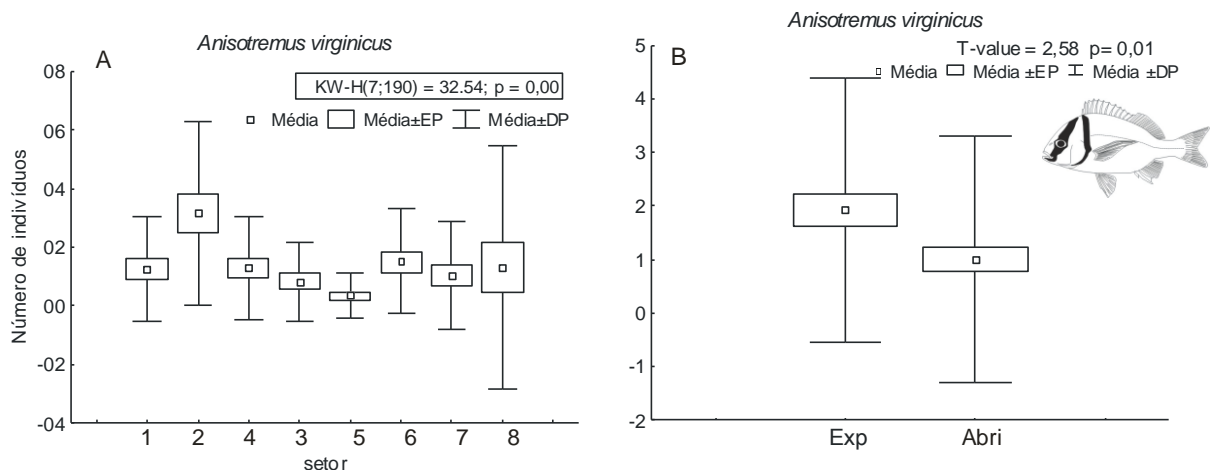 Anisotremus virginicus
A
KW-H(7;190) = 32.54; p = 0,00
Média Média±EP Média±DP
08
06
04
02
00
-02
-04
Número de indivíduos
1 2 4 3 5 6 7 8
setor
Anisotremus virginicus
B
T-value = 2,58 p= 0,01
Média Média ±EP Média ±DP
5
4
3
2
1
0
-1
-2
Exp Abri